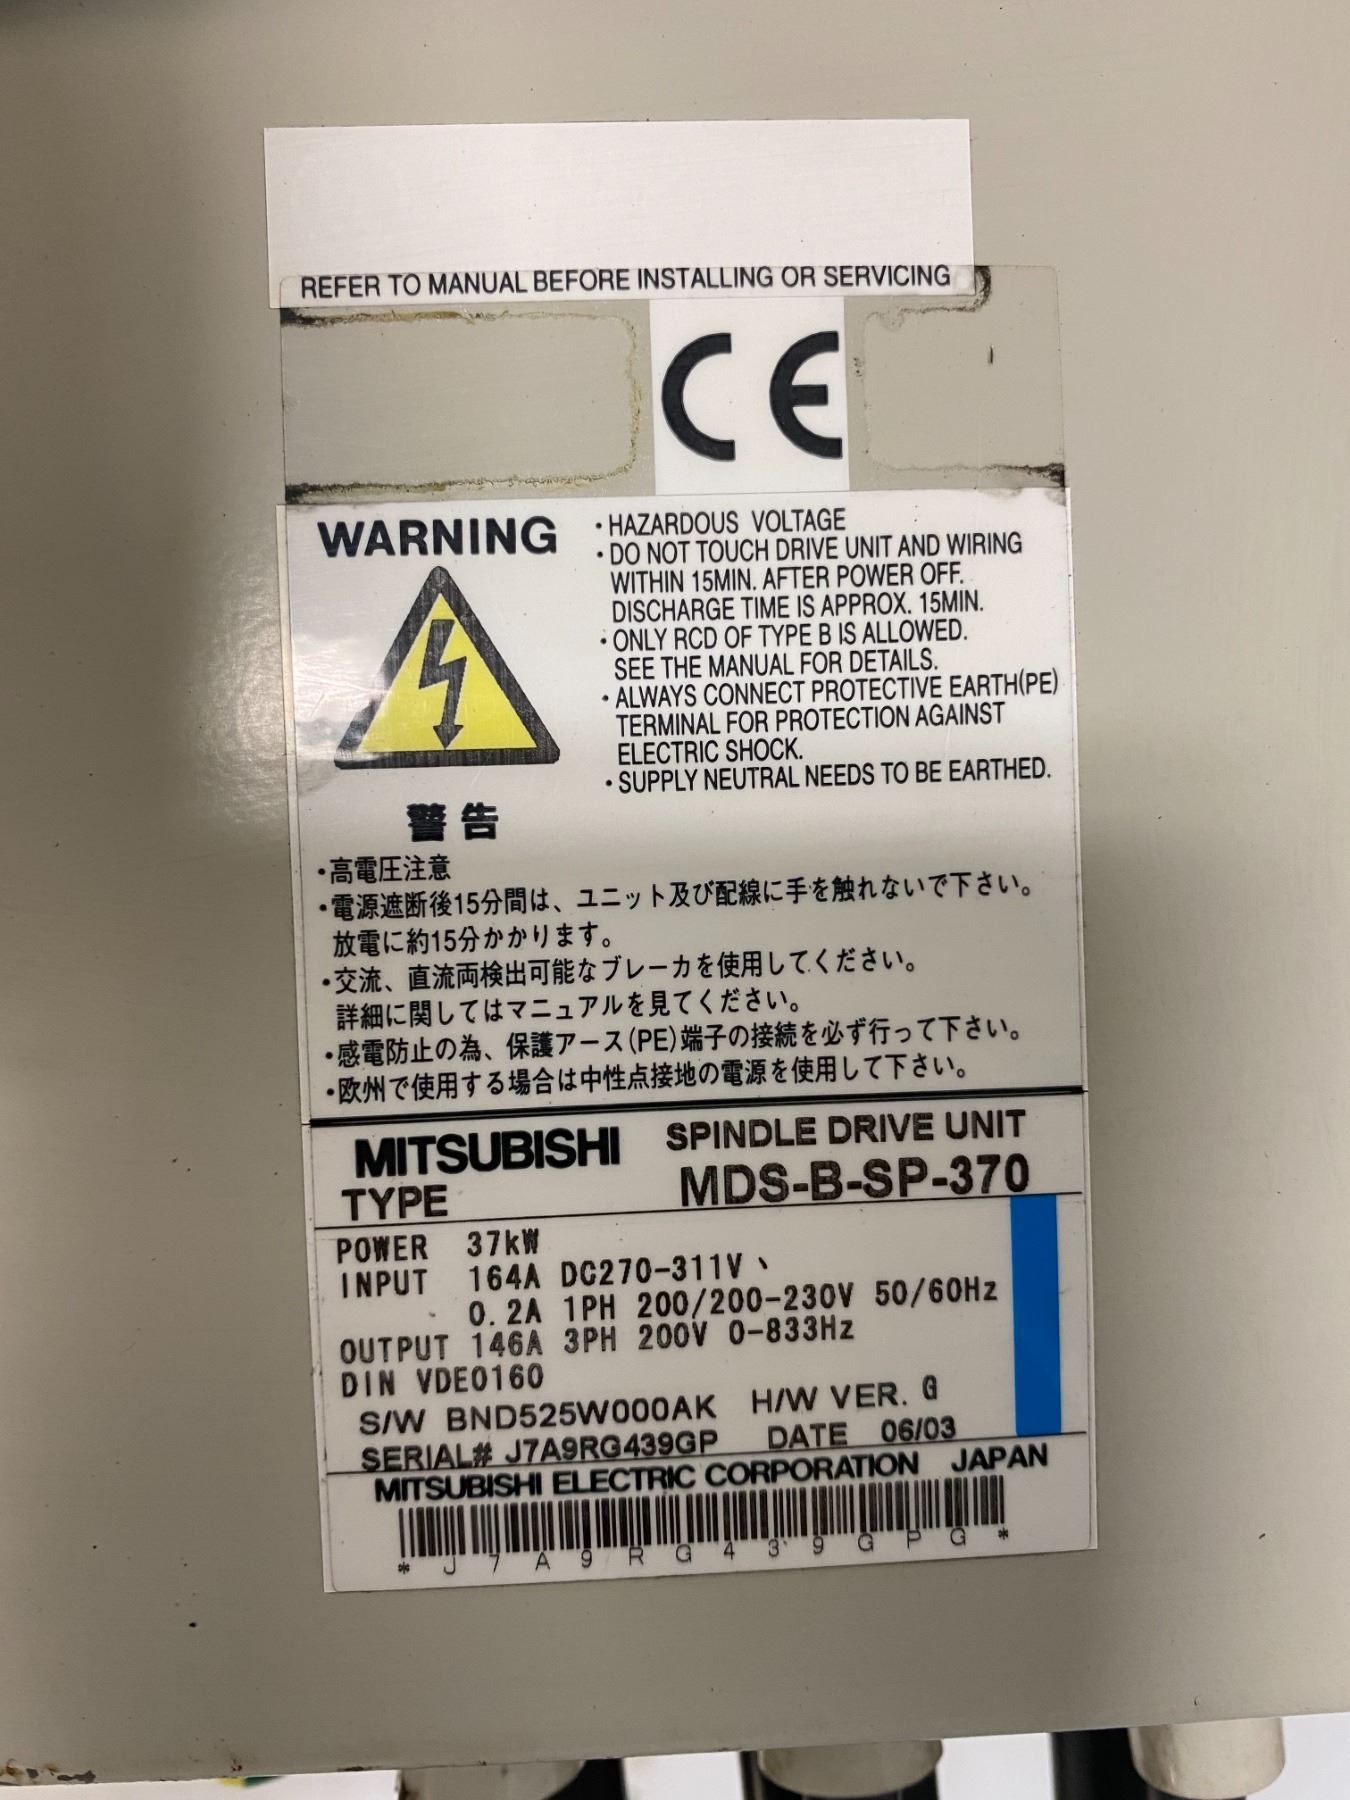 REFER TO MANUAL BEFORE INSTALLING OR SERVICING
CE
WARNING
・HAZARDOUS VOLTAGE
・DO NOT TOUCH DRIVE UNIT AND WIRING
WITHIN 15MIN. AFTER POWER OFF.
DISCHARGE TIME IS APPROX. 15MIN.
・ONLY RCD OF TYPE B IS ALLOWED.
SEE THE MANUAL FOR DETAILS.
・ALWAYS CONNECT PROTECTIVE EARTH(PE)
TERMINAL FOR PROTECTION AGAINST
ELECTRIC SHOCK.
・SUPPLY NEUTRAL NEEDS TO BE EARTHED.
警告
・高電圧注意
・電源遮断後15分間は、ユニット及び配線に手を触れないで下さい。
放電に約15分かかります。
・交流、直流両検出可能なブレーカを使用してください。
詳細に関してはマニュアルを見てください。
・感電防止の為、保護アース(PE)端子の接続を必ず行って下さい。
・欧州で使用する場合は中性点接地の電源を使用して下さい。
MITSUBISHI SPINDLE DRIVE UNIT
TYPE MDS-B-SP-370
POWER 37kW
INPUT 164A DC270-311V、
0.2A 1PH 200/200-230V 50/60Hz
OUTPUT 146A 3PH 200V 0-833Hz
DIN VDE0160
S/W BND525W000AK H/W VER. G
SERIAL# J7A9RG439GP DATE 06/03
MITSUBISHI ELECTRIC CORPORATION JAPAN
* J 7 A 9 R G 4 3 9 G P G *